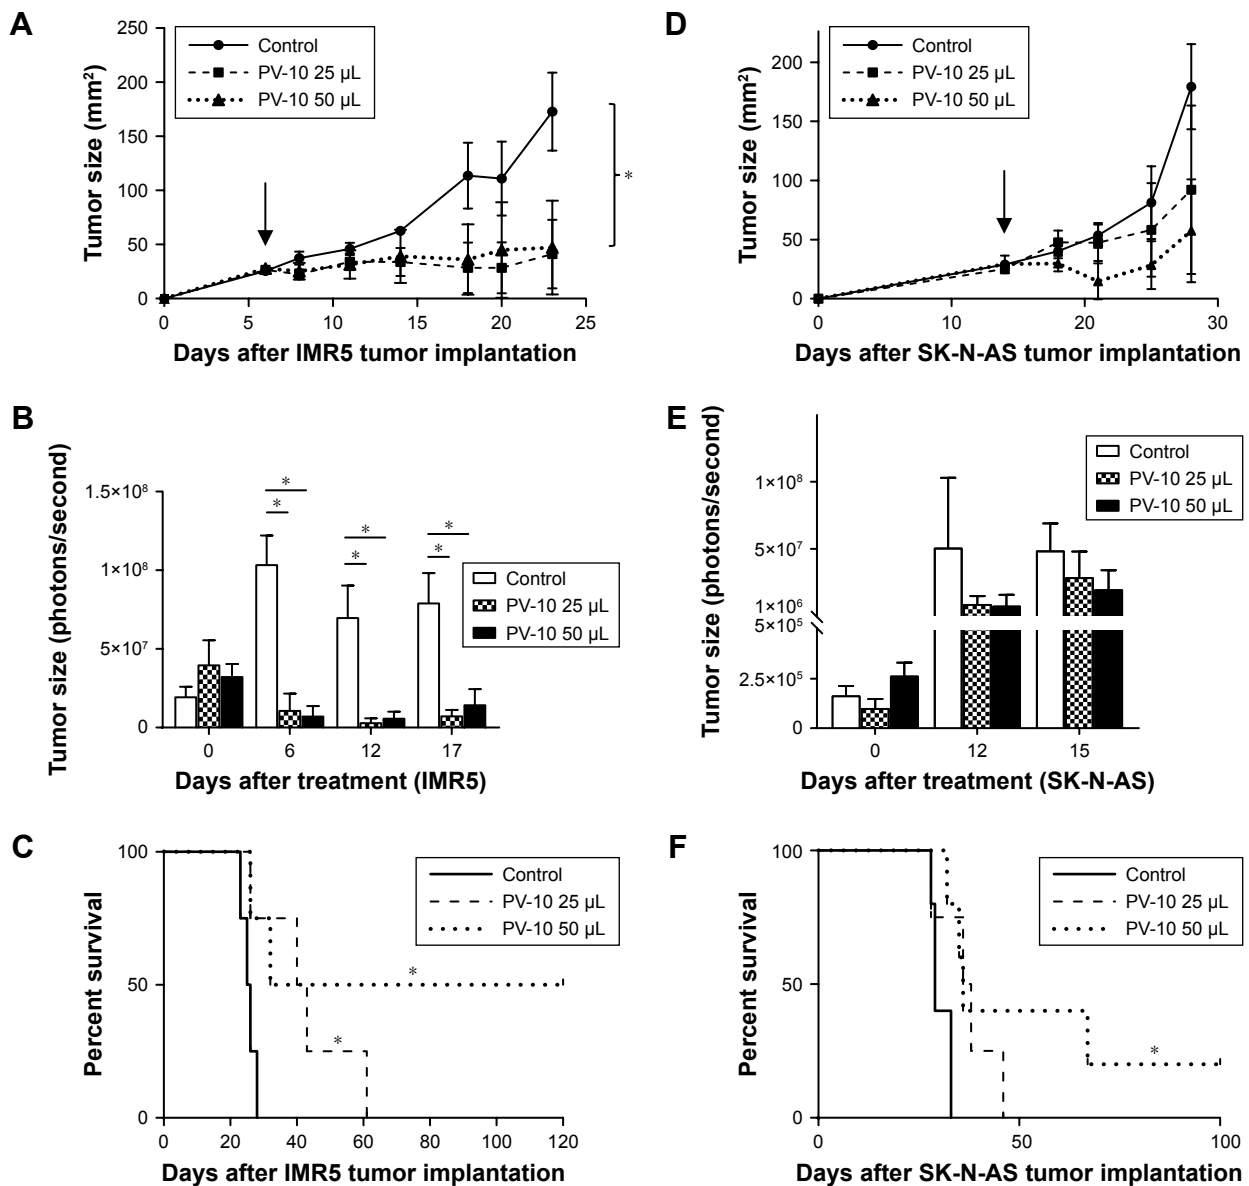 A
Tumor size (mm²)
250
200
150
100
50
0
Control
PV-10 25 µL
PV-10 50 µL
*
0 5 10 15 20 25
Days after IMR5 tumor implantation
D
Tumor size (mm²)
200
150
100
50
0
Control
PV-10 25 µL
PV-10 50 µL
0 10 20 30
Days after SK-N-AS tumor implantation
B
Tumor size (photons/second)
1.5×10⁸
1×10⁸
5×10⁷
0
* *
* *
* *
Control
PV-10 25 µL
PV-10 50 µL
0 6 12 17
Days after treatment (IMR5)
E
Tumor size (photons/second)
1×10⁸
5×10⁷
1×10⁶
5×10⁵
2.5×10⁵
0
Control
PV-10 25 µL
PV-10 50 µL
0 12 15
Days after treatment (SK-N-AS)
C
Percent survival
100
50
0
Control
PV-10 25 µL
PV-10 50 µL
*
*
0 20 40 60 80 100 120
Days after IMR5 tumor implantation
F
Percent survival
100
50
0
Control
PV-10 25 µL
PV-10 50 µL
*
0 50 100
Days after SK-N-AS tumor implantation